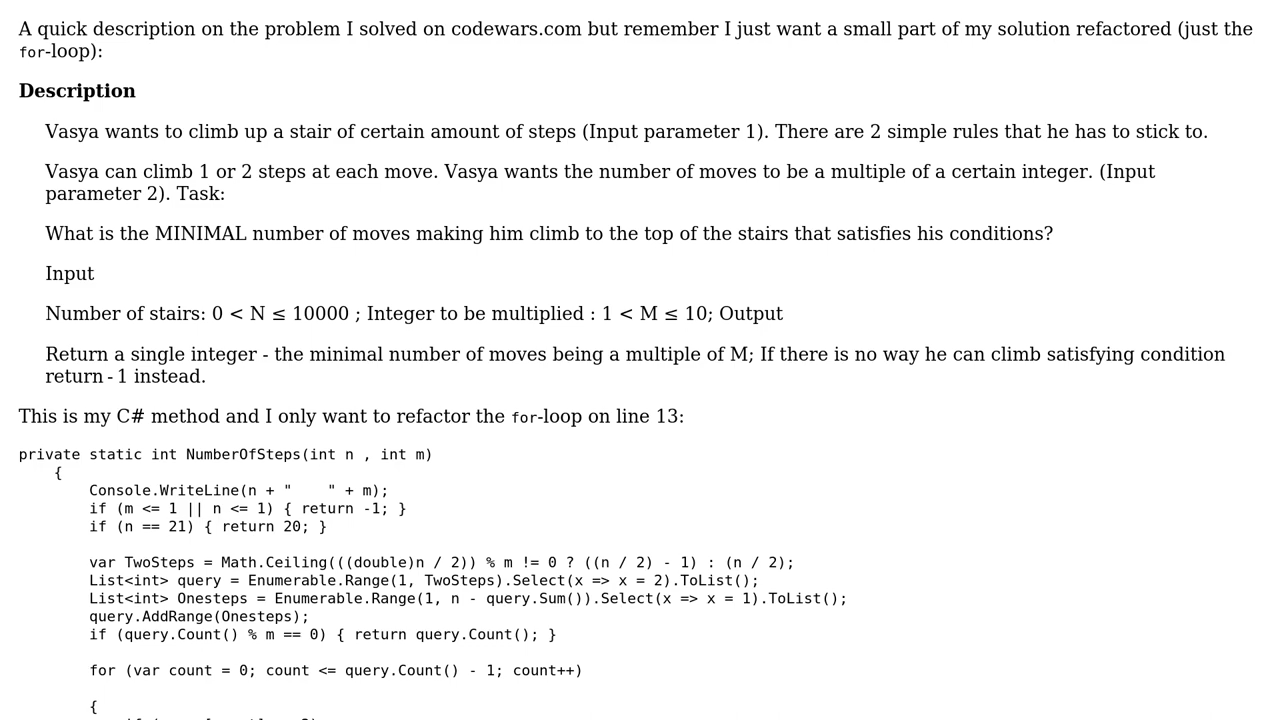 A quick description on the problem I solved on codewars.com but remember I just want a small part of my solution refactored (just the
for-loop):
Description
Vasya wants to climb up a stair of certain amount of steps (Input parameter 1). There are 2 simple rules that he has to stick to.
Vasya can climb 1 or 2 steps at each move. Vasya wants the number of moves to be a multiple of a certain integer. (Input
parameter 2). Task:
What is the MINIMAL number of moves making him climb to the top of the stairs that satisfies his conditions?
Input
Number of stairs: 0 < N ≤ 10000 ; Integer to be multiplied : 1 < M ≤ 10; Output
Return a single integer - the minimal number of moves being a multiple of M; If there is no way he can climb satisfying condition
return - 1 instead.
This is my C# method and I only want to refactor the for-loop on line 13:
private static int NumberOfSteps(int n , int m)
    {
        Console.WriteLine(n + "    " + m);
        if (m <= 1 || n <= 1) { return -1; }
        if (n == 21) { return 20; }
        var TwoSteps = Math.Ceiling(((double)n / 2)) % m != 0 ? ((n / 2) - 1) : (n / 2);
        List<int> query = Enumerable.Range(1, TwoSteps).Select(x => x = 2).ToList();
        List<int> Onesteps = Enumerable.Range(1, n - query.Sum()).Select(x => x = 1).ToList();
        query.AddRange(Onesteps);
        if (query.Count() % m == 0) { return query.Count(); }
        for (var count = 0; count <= query.Count() - 1; count++)
        {